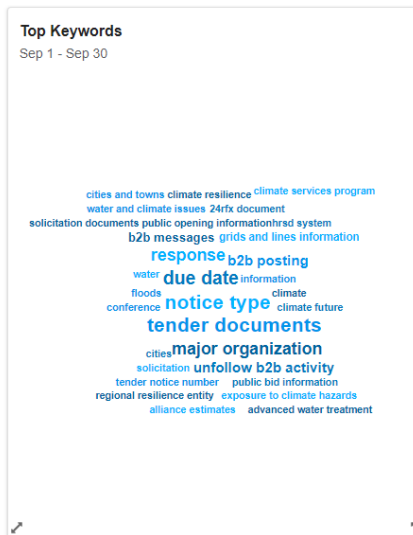 Top Keywords
Sep 1 - Sep 30
cities and towns climate resilience climate services program
water and climate issues 24rfx document
solicitation documents public opening information hrsd system
b2b messages grids and lines information
response b2b posting
water due date information
floods climate
conference notice type climate future
tender documents
cities major organization
solicitation unfollow b2b activity
tender notice number public bid information
regional resilience entity exposure to climate hazards
alliance estimates advanced water treatment